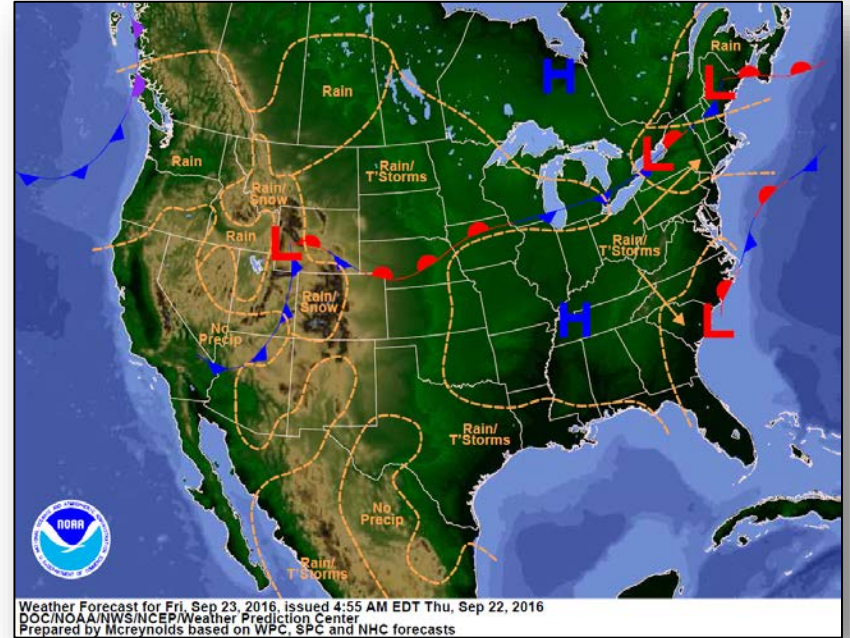 H
Rain
L
Rain
L
Rain
Rain/
T'Storms
Rain/
Snow
Rain
L
Rain/
T'Storms
Rain/
Snow
H
L
No
Precip
Rain/
T'Storms
No
Precip
Rain/
T'Storms
NOAA
Weather Forecast for Fri, Sep 23, 2016, issued 4:55 AM EDT Thu, Sep 22, 2016
DOC/NOAA/NWS/NCEP/Weather Prediction Center
Prepared by Mcreynolds based on WPC, SPC and NHC forecasts